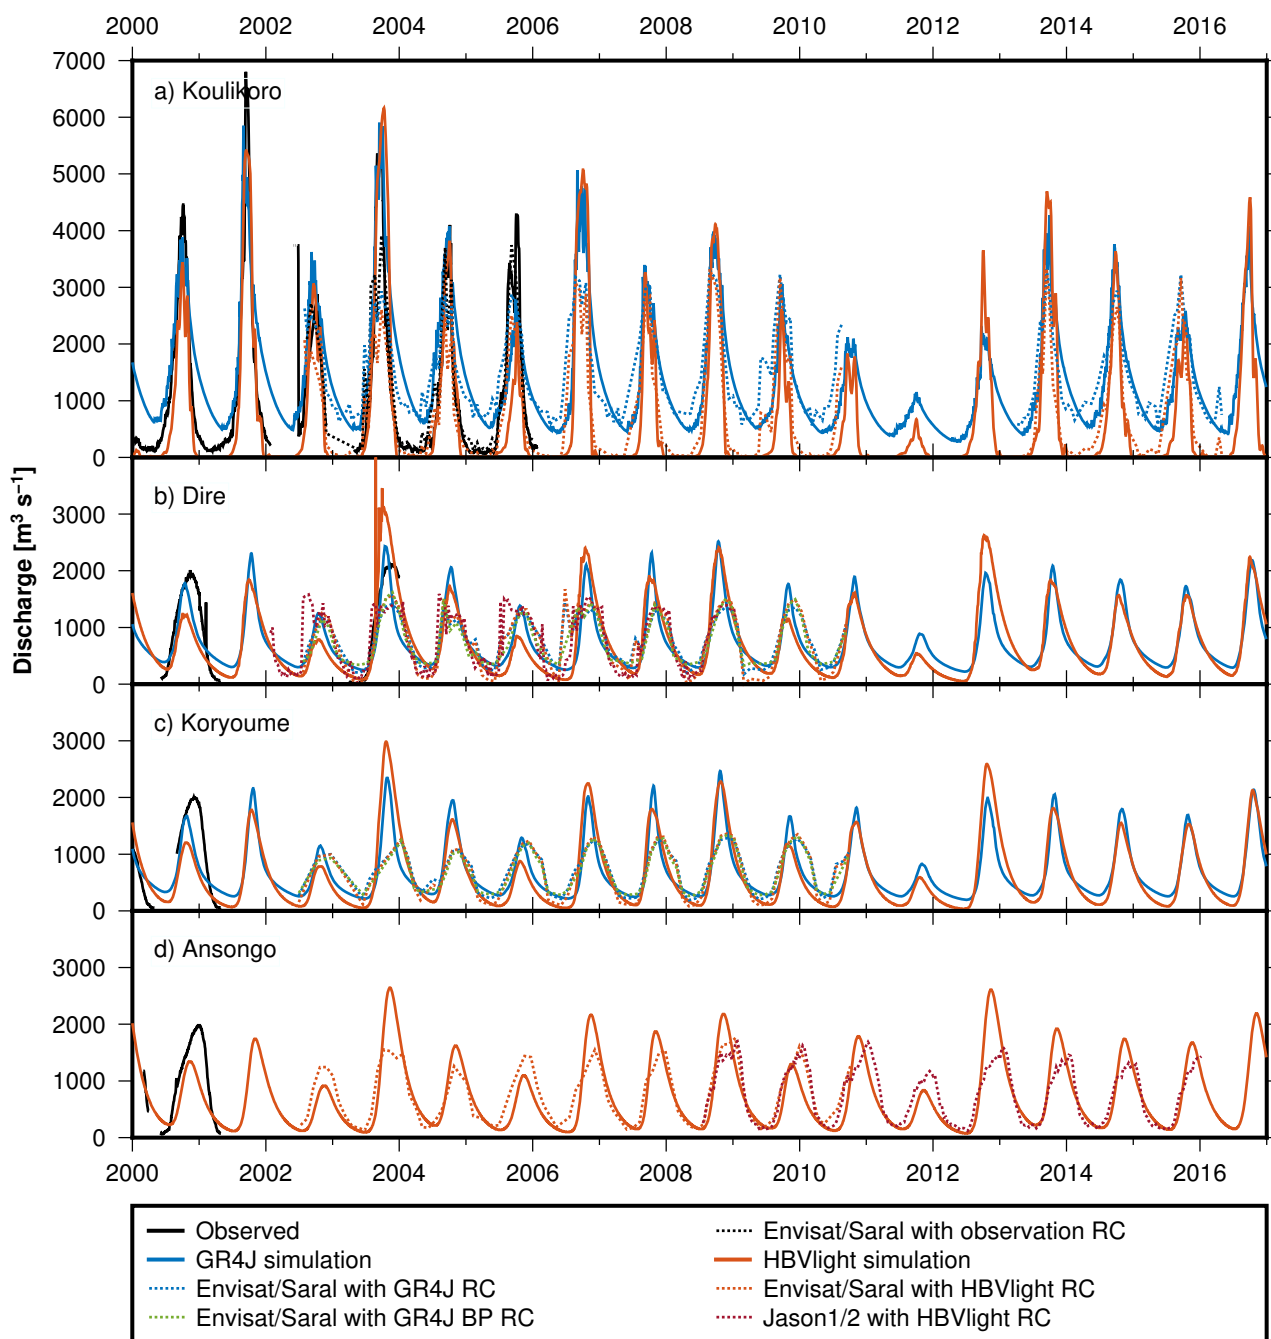 2000 2002 2004 2006 2008 2010 2012 2014 2016
a) Koulikoro
7000
6000
5000
4000
3000
2000
1000
0
Discharge [m³ s⁻¹]
b) Dire
3000
2000
1000
0
c) Koryoume
3000
2000
1000
0
d) Ansongo
3000
2000
1000
0
2000 2002 2004 2006 2008 2010 2012 2014 2016
Observed
GR4J simulation
Envisat/Saral with GR4J RC
Envisat/Saral with GR4J BP RC
Envisat/Saral with observation RC
HBVlight simulation
Envisat/Saral with HBVlight RC
Jason1/2 with HBVlight RC